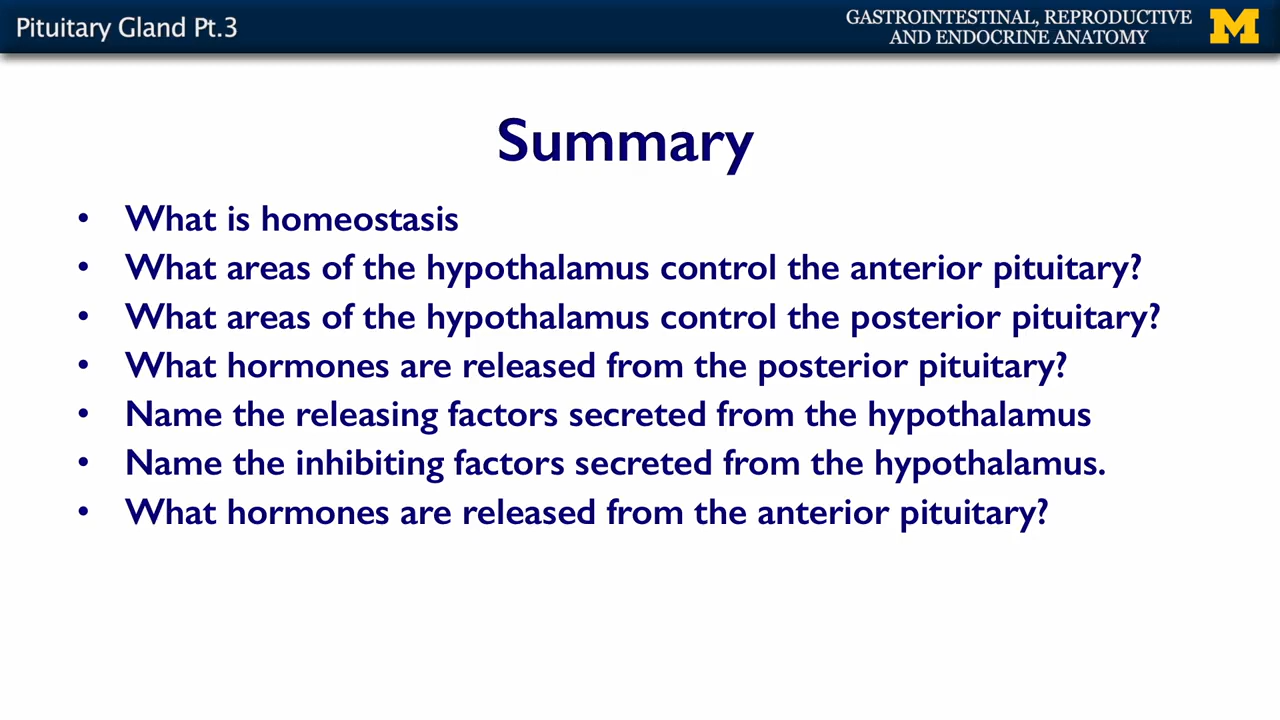 Pituitary Gland Pt.3
GASTROINTESTINAL, REPRODUCTIVE
AND ENDOCRINE ANATOMY
M
Summary
• What is homeostasis
• What areas of the hypothalamus control the anterior pituitary?
• What areas of the hypothalamus control the posterior pituitary?
• What hormones are released from the posterior pituitary?
• Name the releasing factors secreted from the hypothalamus
• Name the inhibiting factors secreted from the hypothalamus.
• What hormones are released from the anterior pituitary?